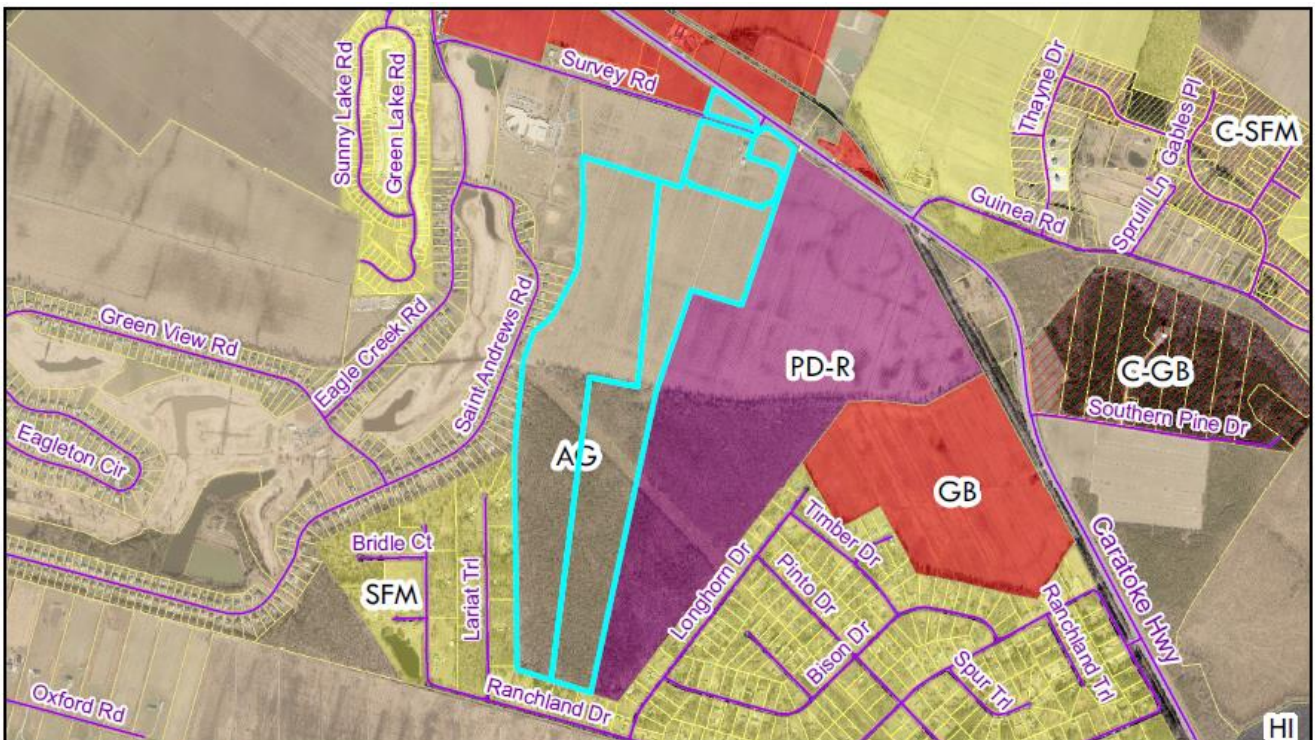 Survey Rd
Sunny Lake Rd
Green Lake Rd
Thayne Dr
Gables Pl
C-SFM
Spruill Ln
Guinea Rd
Green View Rd
Eagle Creek Rd
Saint Andrews Rd
PD-R
C-GB
Southern Pine Dr
Eagleton Cir
AG
GB
Caratoke Hwy
Bridle Ct
SFM
Lariat Trl
Longhorn Dr
Timber Dr
Pinto Dr
Bison Dr
Ranchland Trl
Spur Trl
Ranchland Dr
Oxford Rd
HI